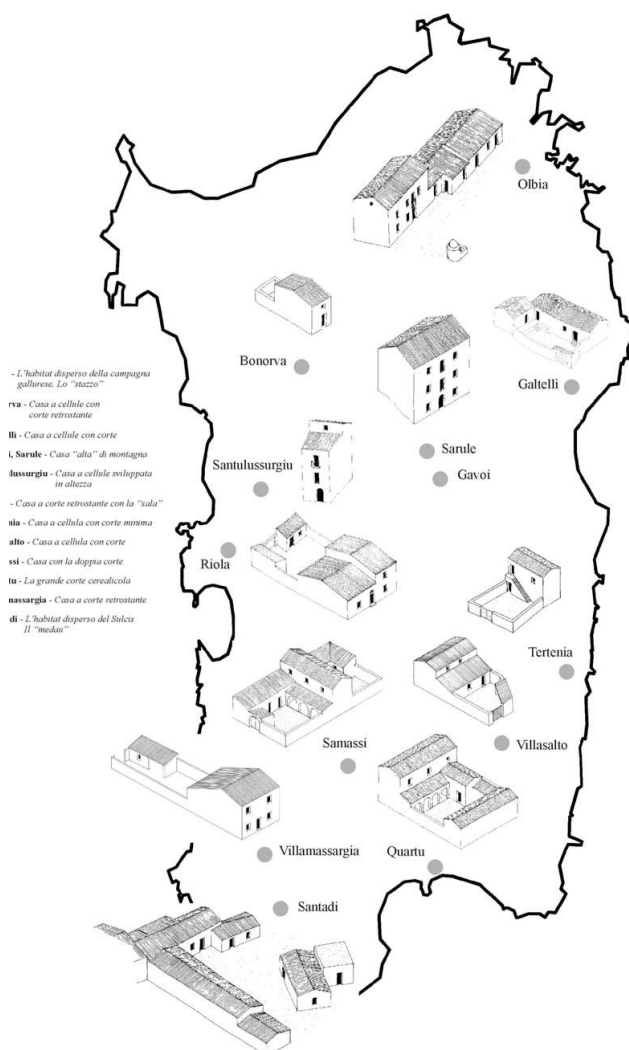 Olbia
Bonorva
Galtellì
- L'habitat disperso della campagna
gallurese. Lo "stazzo"
rva - Casa a cellule con
corte retrostante
llì - Casa a cellule con corte
i, Sarule - Casa "alta" di montagna
ulussurgiu - Casa a cellule sviluppata
in altezza
- Casa a corte retrostante con la "sala"
nia - Casa a cellula con corte minima
alto - Casa a cellula con corte
ssi - Casa con la doppia corte
tu - La grande corte cerealicola
massargia - Casa a corte retrostante
di - L'habitat disperso del Sulcis
Il "medau"
Sarule
Gavoi
Santulussurgiu
Riola
Tertenia
Villasalto
Samassi
Villamassargia
Quartu
Santadi